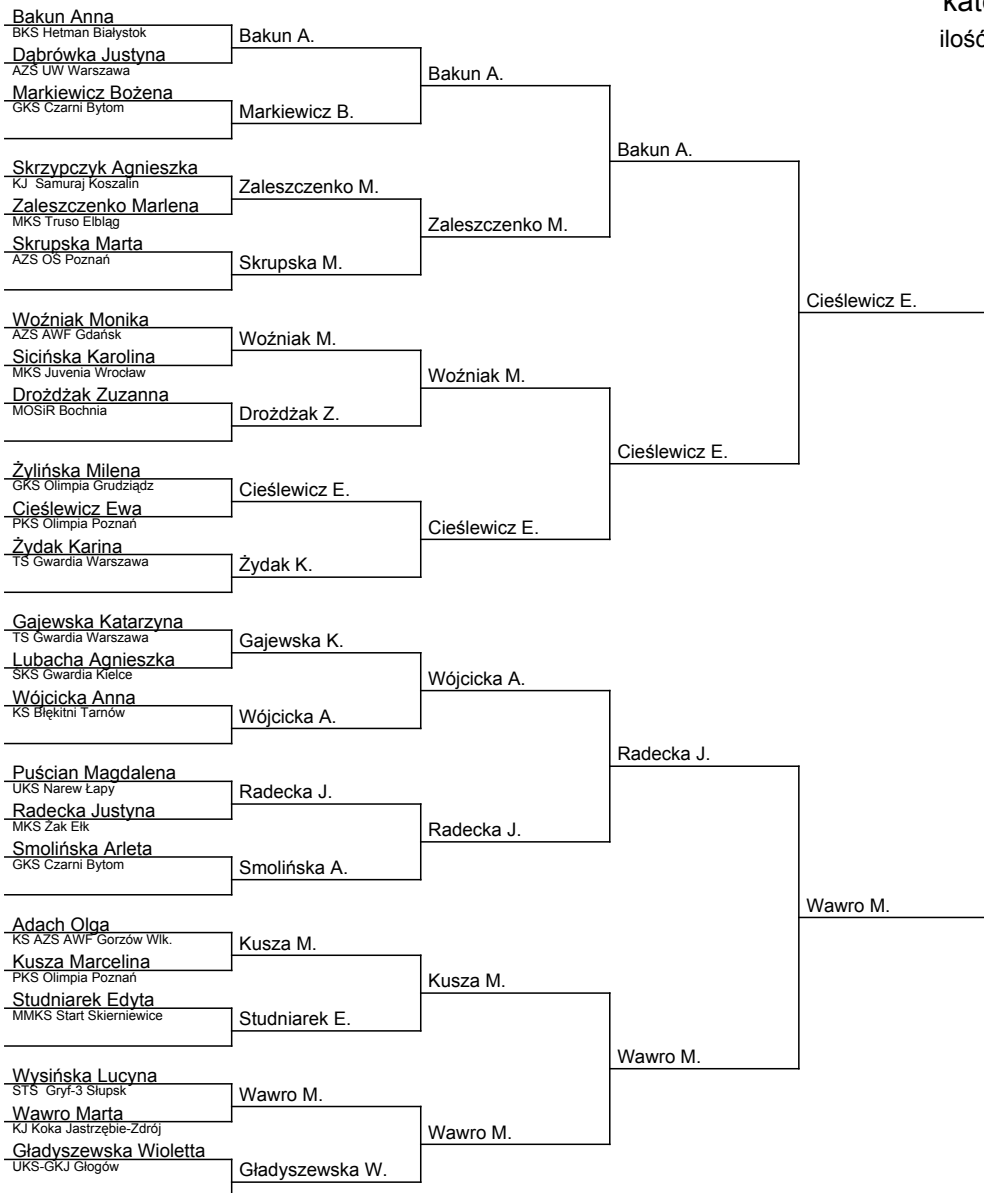 kate
ilość
Bakun Anna
BKS Hetman Białystok
Dąbrówka Justyna
AZS UW Warszawa
Markiewicz Bożena
GKS Czarni Bytom
Skrzypczyk Agnieszka
KJ Samuraj Koszalin
Zaleszczenko Marlena
MKS Truso Elbląg
Skrupska Marta
AZS OŚ Poznań
Woźniak Monika
AZS AWF Gdańsk
Sicińska Karolina
MKS Juvenia Wrocław
Drożdżak Zuzanna
MOSiR Bochnia
Żylińska Milena
GKS Olimpia Grudziądz
Cieślewicz Ewa
PKS Olimpia Poznań
Żydak Karina
TS Gwardia Warszawa
Gajewska Katarzyna
TS Gwardia Warszawa
Lubacha Agnieszka
SKS Gwardia Kielce
Wójcicka Anna
KS Błękitni Tarnów
Puścian Magdalena
UKS Narew Łapy
Radecka Justyna
MKS Żak Ełk
Smolińska Arleta
GKS Czarni Bytom
Adach Olga
KS AZS AWF Gorzów Wlk.
Kusza Marcelina
PKS Olimpia Poznań
Studniarek Edyta
MMKS Start Skierniewice
Wysińska Lucyna
STS Gryf-3 Słupsk
Wawro Marta
KJ Koka Jastrzębie-Zdrój
Gładyszewska Wioletta
UKS-GKJ Głogów
Bakun A.
Markiewicz B.
Zaleszczenko M.
Skrupska M.
Woźniak M.
Drożdżak Z.
Cieślewicz E.
Żydak K.
Gajewska K.
Wójcicka A.
Radecka J.
Smolińska A.
Kusza M.
Studniarek E.
Wawro M.
Gładyszewska W.
Bakun A.
Zaleszczenko M.
Woźniak M.
Cieślewicz E.
Wójcicka A.
Radecka J.
Kusza M.
Wawro M.
Bakun A.
Cieślewicz E.
Radecka J.
Wawro M.
Cieślewicz E.
Wawro M.